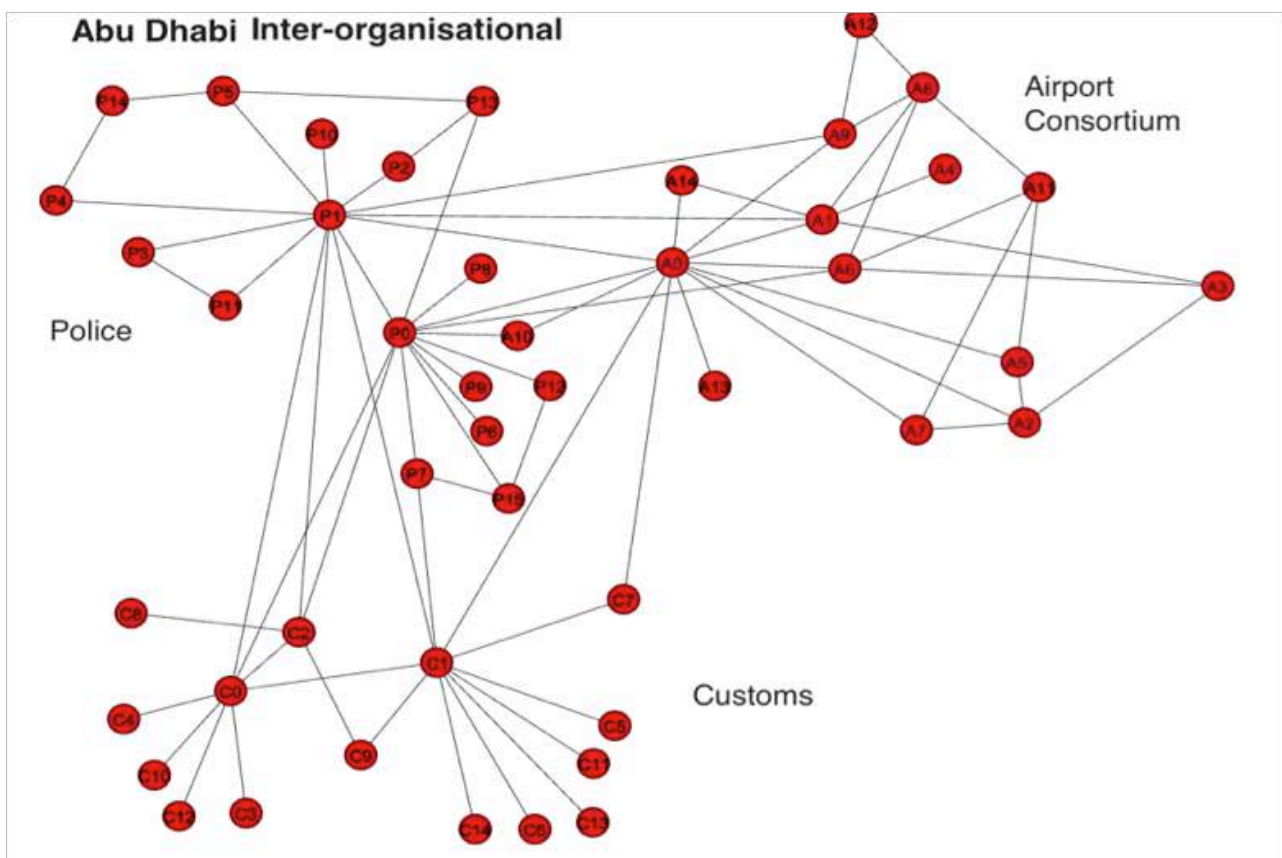 Abu Dhabi Inter-organisational
A12
P14
P5
P13
A8
Airport
Consortium
P10
A9
P2
A14
A4
A11
P4
P1
A1
P3
P8
A0
A6
A3
P11
Police
P0
A10
A5
P9
P12
A13
P6
A7
A2
P7
P15
C8
C7
C2
C1
C0
Customs
C4
C5
C9
C10
C11
C12
C3
C14
C6
C13